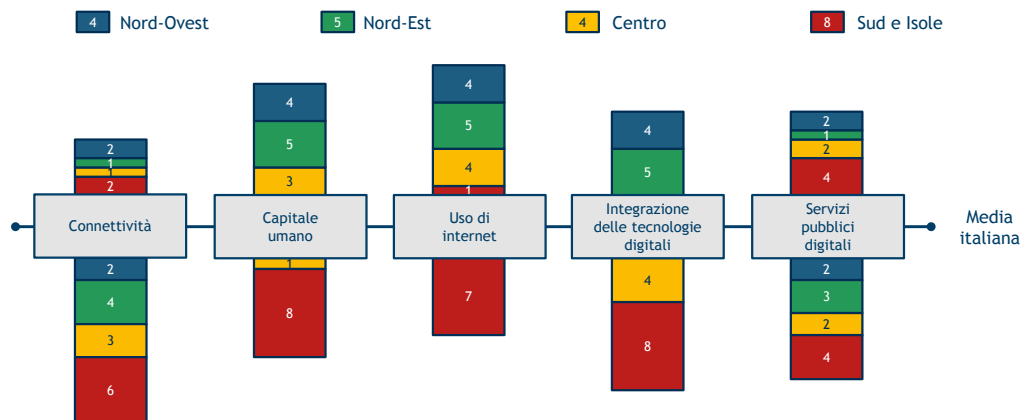 4 Nord-Ovest 5 Nord-Est 4 Centro 8 Sud e Isole
2
1
1
2
Connettività
2
4
3
6
4
5
3
Capitale
umano
1
8
4
5
4
1
Uso di
internet
7
4
5
Integrazione
delle tecnologie
digitali
4
8
2
1
2
4
Servizi
pubblici
digitali
2
3
2
4
Media
italiana